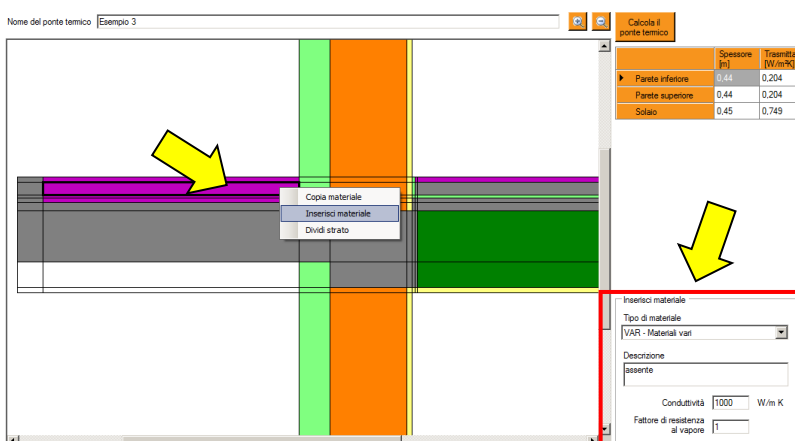 Nome del ponte termico Esempio 3
Calcola il
ponte termico
Spessore Trasmitta
[m] [W/m²K]
Parete inferiore 0,44 0,204
Parete superiore 0,44 0,204
Solaio 0,45 0,749
Copia materiale
Inserisci materiale
Dividi strato
Inserisci materiale
Tipo di materiale
VAR - Materiali vari
Descrizione
assente
Conduttività 1000 W/m K
Fattore di resistenza
al vapore 1